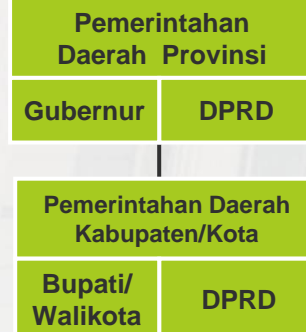 Pemerintahan
Daerah Provinsi
Gubernur DPRD
Pemerintahan Daerah
Kabupaten/Kota
Bupati/
Walikota
DPRD